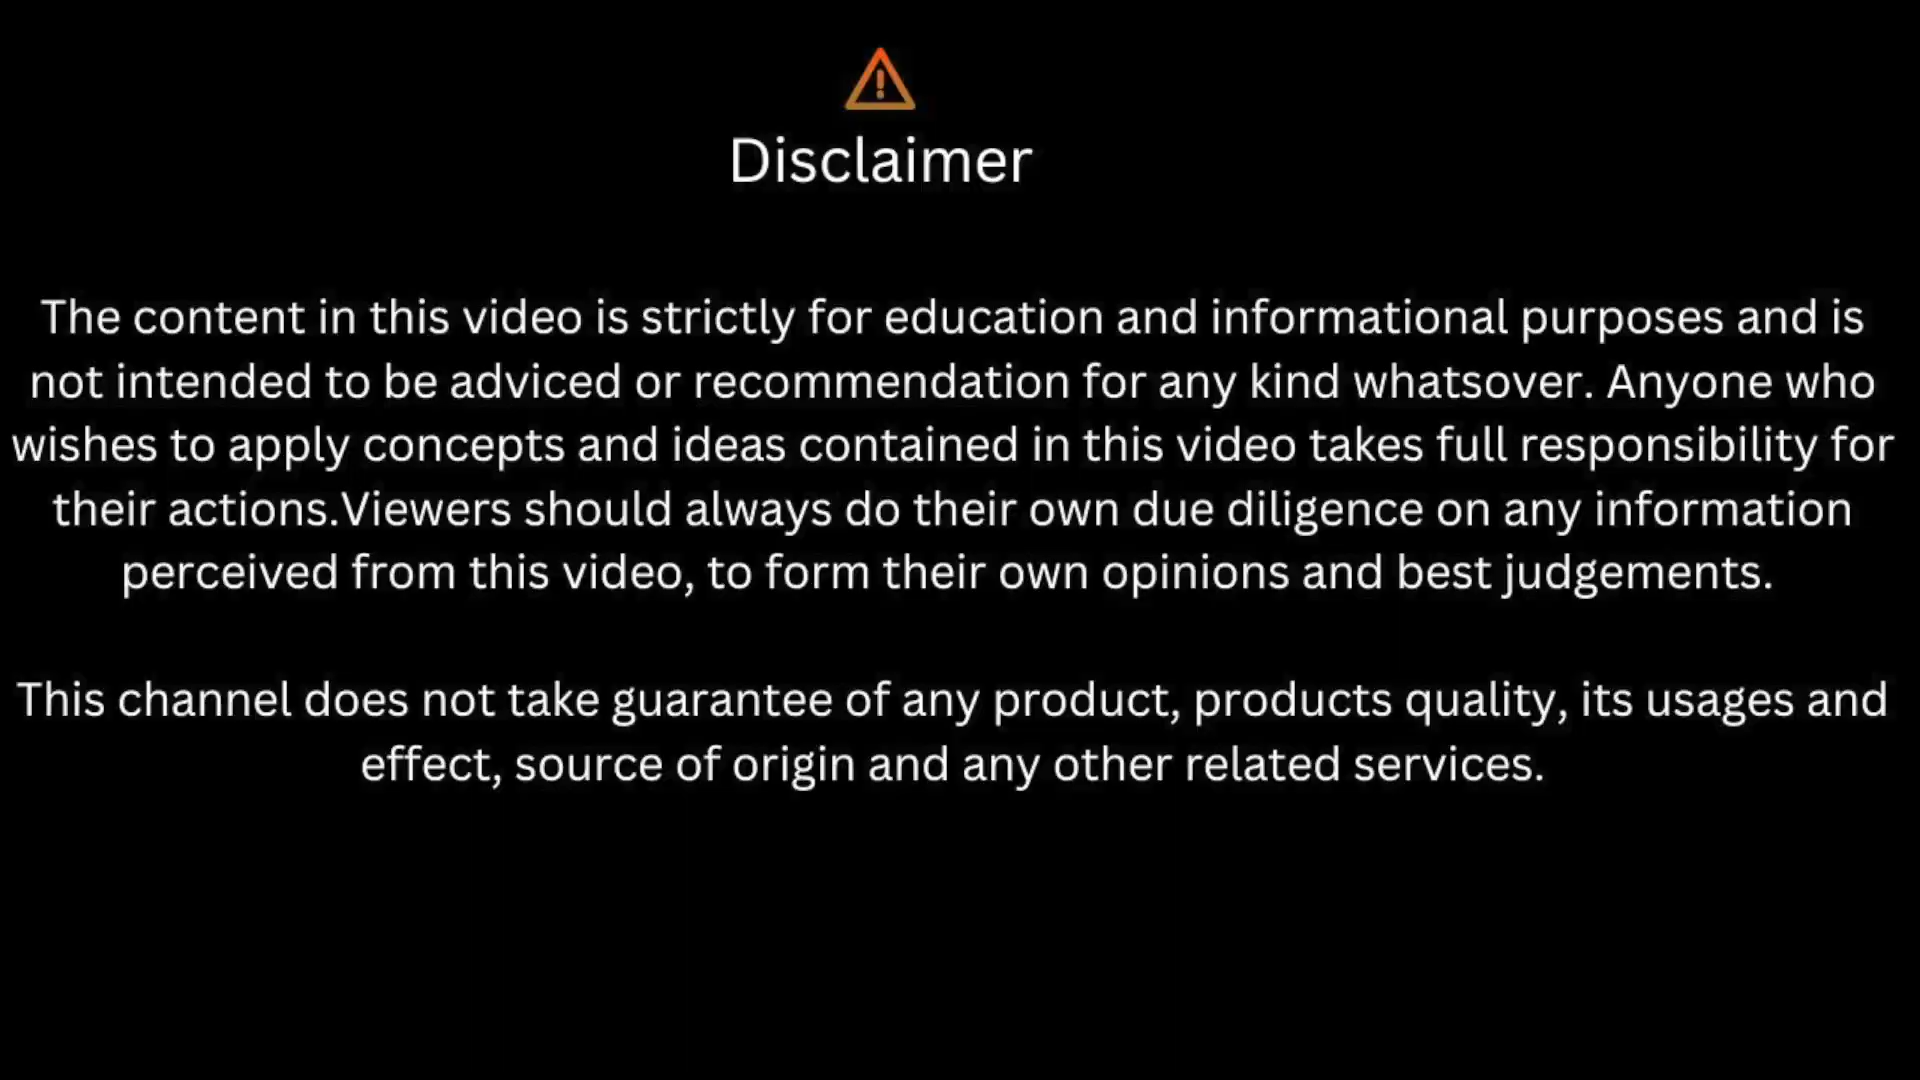 Disclaimer
The content in this video is strictly for education and informational purposes and is
not intended to be adviced or recommendation for any kind whatsover. Anyone who
wishes to apply concepts and ideas contained in this video takes full responsibility for
their actions.Viewers should always do their own due diligence on any information
perceived from this video, to form their own opinions and best judgements.
This channel does not take guarantee of any product, products quality, its usages and
effect, source of origin and any other related services.